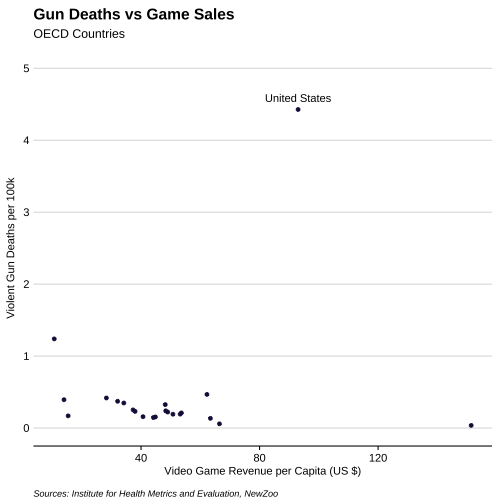 Gun Deaths vs Game Sales
OECD Countries
Violent Gun Deaths per 100k
5
4
3
2
1
0
United States
40 80 120
Video Game Revenue per Capita (US $)
Sources: Institute for Health Metrics and Evaluation, NewZoo